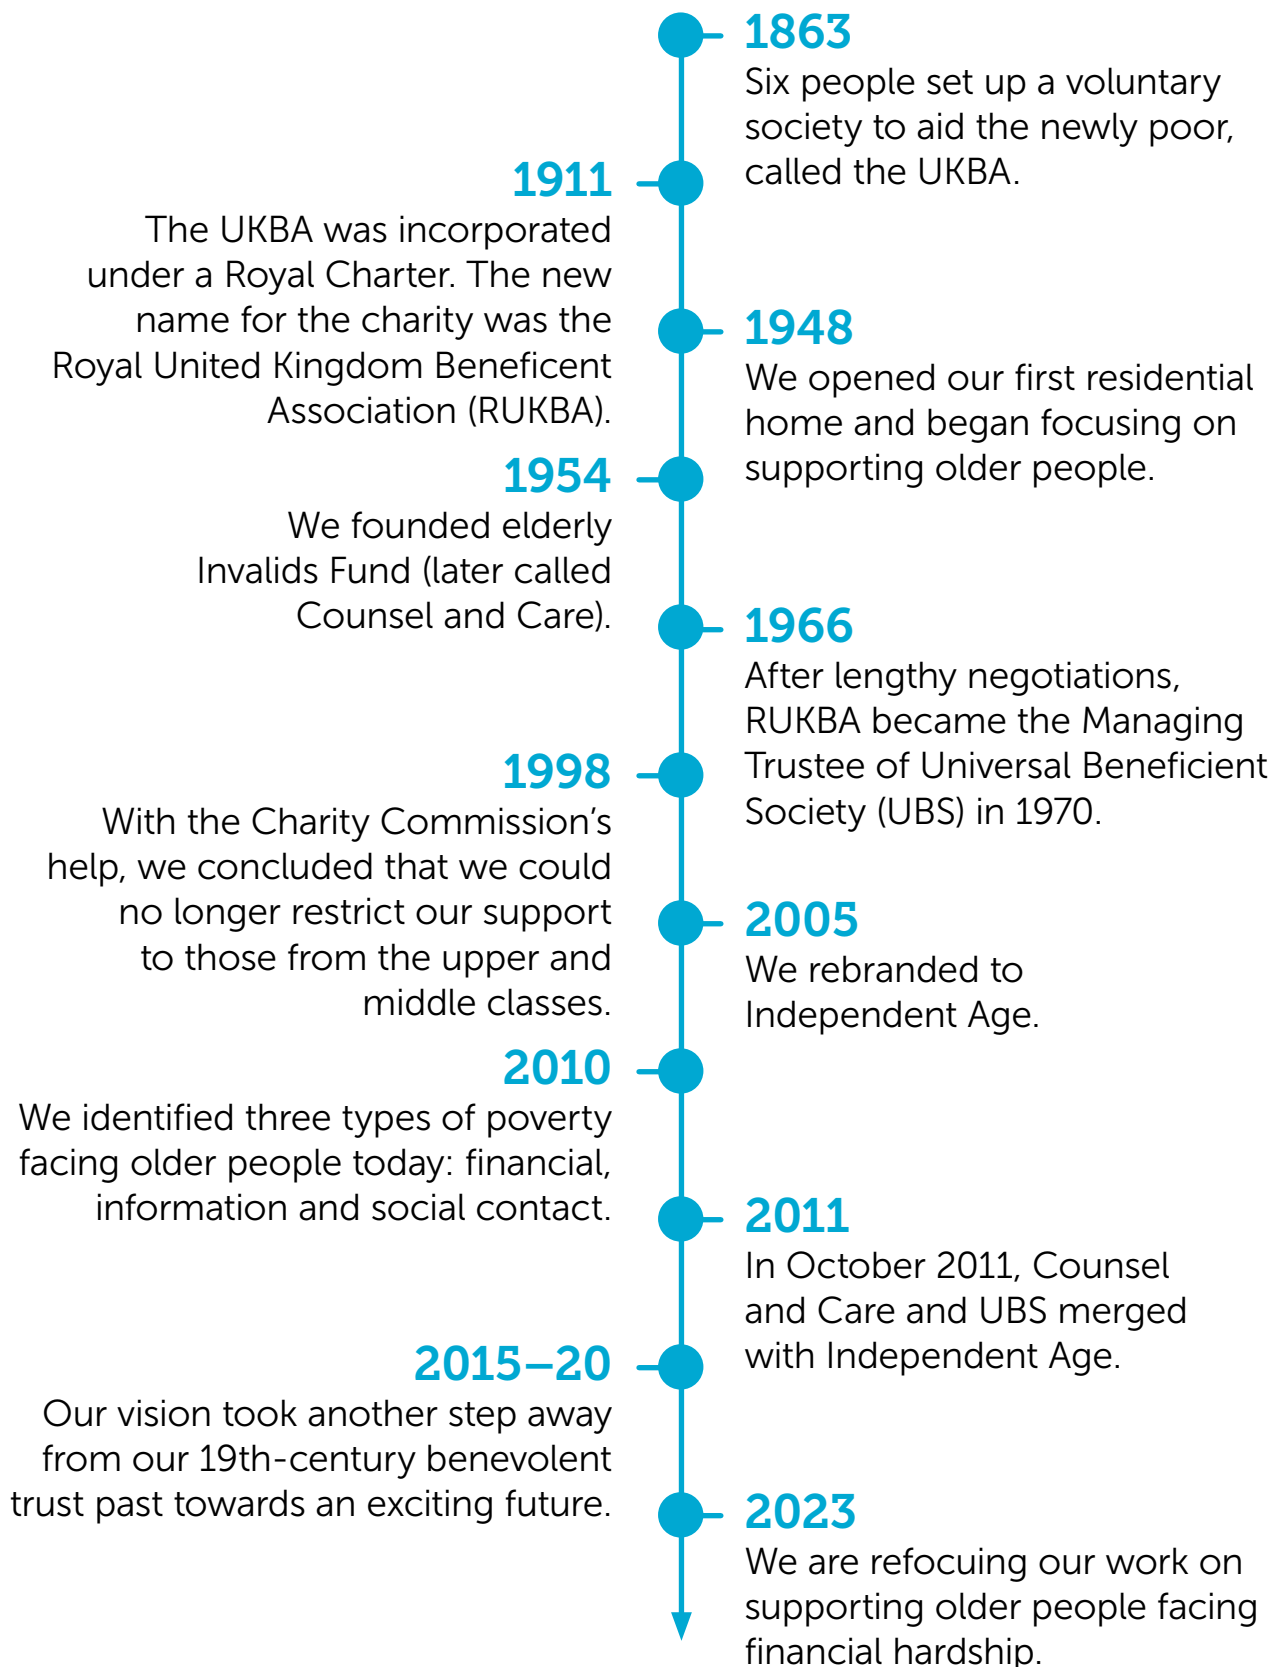 1863
Six people set up a voluntary
society to aid the newly poor,
called the UKBA.
1911
The UKBA was incorporated
under a Royal Charter. The new
name for the charity was the
Royal United Kingdom Beneficent
Association (RUKBA).
1948
We opened our first residential
home and began focusing on
supporting older people.
1954
We founded elderly
Invalids Fund (later called
Counsel and Care).
1966
After lengthy negotiations,
RUKBA became the Managing
Trustee of Universal Beneficient
Society (UBS) in 1970.
1998
With the Charity Commission’s
help, we concluded that we could
no longer restrict our support
to those from the upper and
middle classes.
2005
We rebranded to
Independent Age.
2010
We identified three types of poverty
facing older people today: financial,
information and social contact.
2011
In October 2011, Counsel
and Care and UBS merged
with Independent Age.
2015–20
Our vision took another step away
from our 19th-century benevolent
trust past towards an exciting future.
2023
We are refocuing our work on
supporting older people facing
financial hardship.